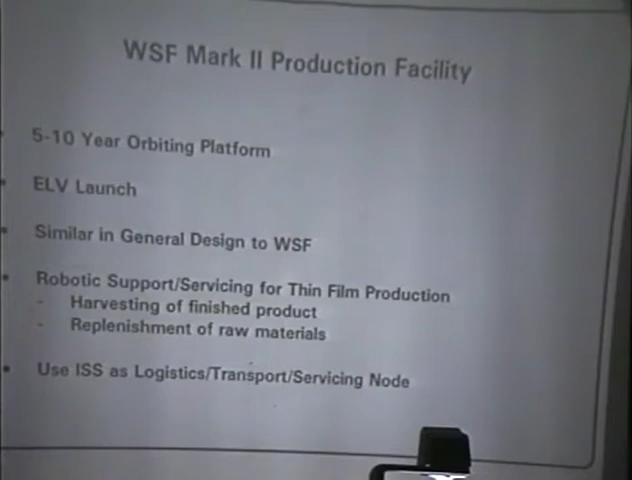 WSF Mark II Production Facility
• 5-10 Year Orbiting Platform
• ELV Launch
• Similar in General Design to WSF
• Robotic Support/Servicing for Thin Film Production
- Harvesting of finished product
- Replenishment of raw materials
• Use ISS as Logistics/Transport/Servicing Node